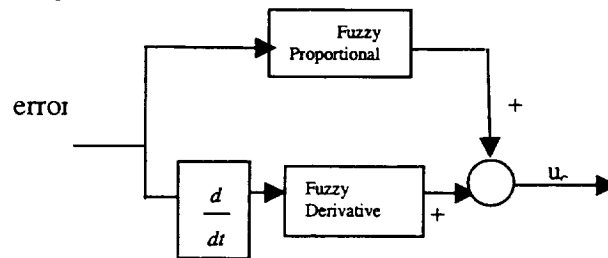 Fuzzy
Proportional
error
+
d
dt
Fuzzy
Derivative
+
u